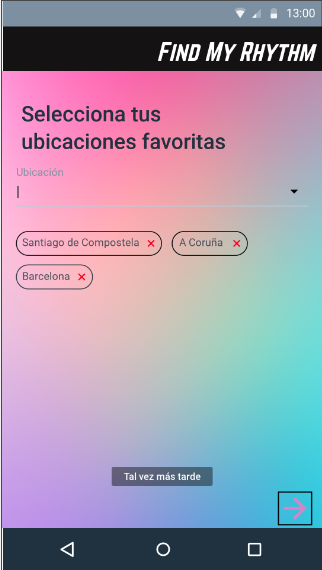 13:00
FIND MY RHYTHM
Selecciona tus
ubicaciones favoritas
Ubicación
Santiago de Compostela ×
A Coruña ×
Barcelona ×
Tal vez más tarde